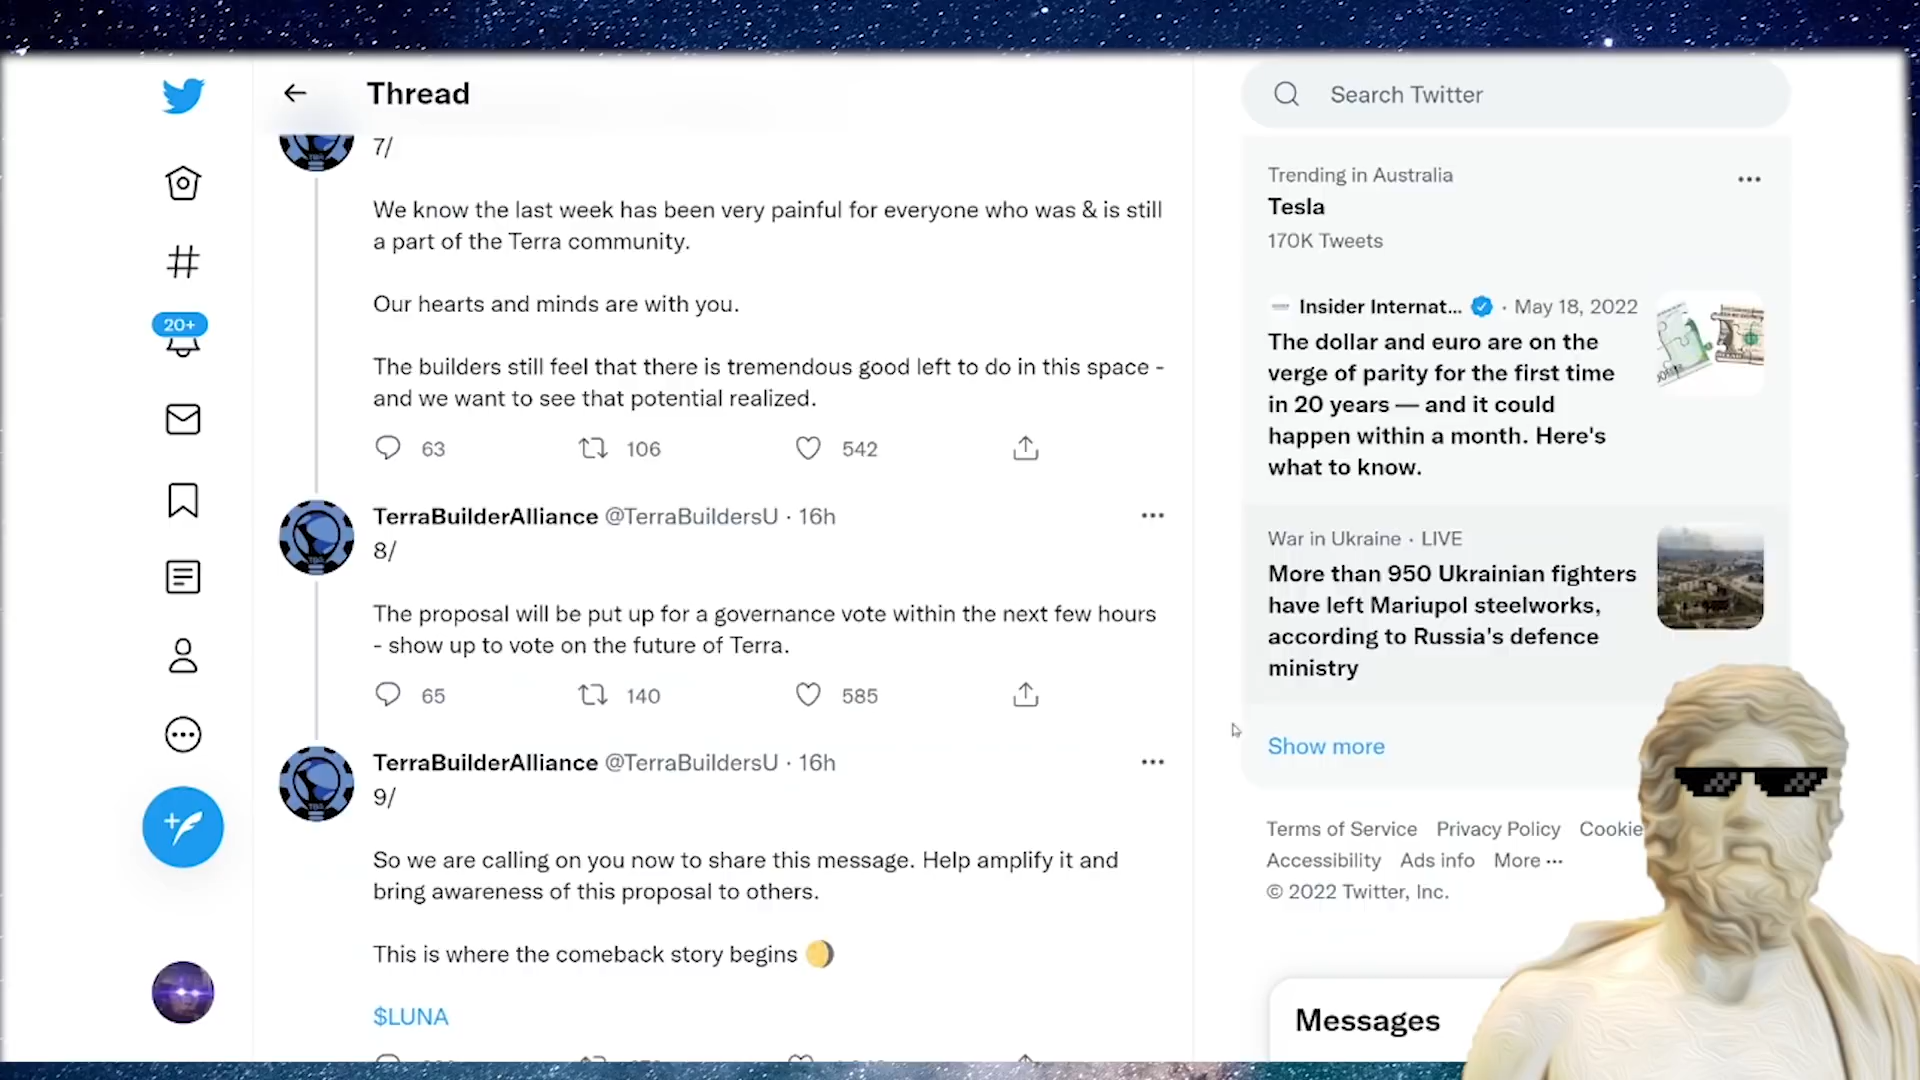 Thread
Search Twitter
7/
We know the last week has been very painful for everyone who was & is still
a part of the Terra community.
Our hearts and minds are with you.
The builders still feel that there is tremendous good left to do in this space -
and we want to see that potential realized.
63 106 542
TerraBuilderAlliance @TerraBuildersU · 16h
8/
The proposal will be put up for a governance vote within the next few hours
- show up to vote on the future of Terra.
65 140 585
TerraBuilderAlliance @TerraBuildersU · 16h
9/
So we are calling on you now to share this message. Help amplify it and
bring awareness of this proposal to others.
This is where the comeback story begins 🌖
$LUNA
20+
Trending in Australia
Tesla
170K Tweets
Insider Internat... · May 18, 2022
The dollar and euro are on the
verge of parity for the first time
in 20 years — and it could
happen within a month. Here's
what to know.
War in Ukraine · LIVE
More than 950 Ukrainian fighters
have left Mariupol steelworks,
according to Russia's defence
ministry
Show more
Terms of Service Privacy Policy Cookie
Accessibility Ads info More ···
© 2022 Twitter, Inc.
Messages